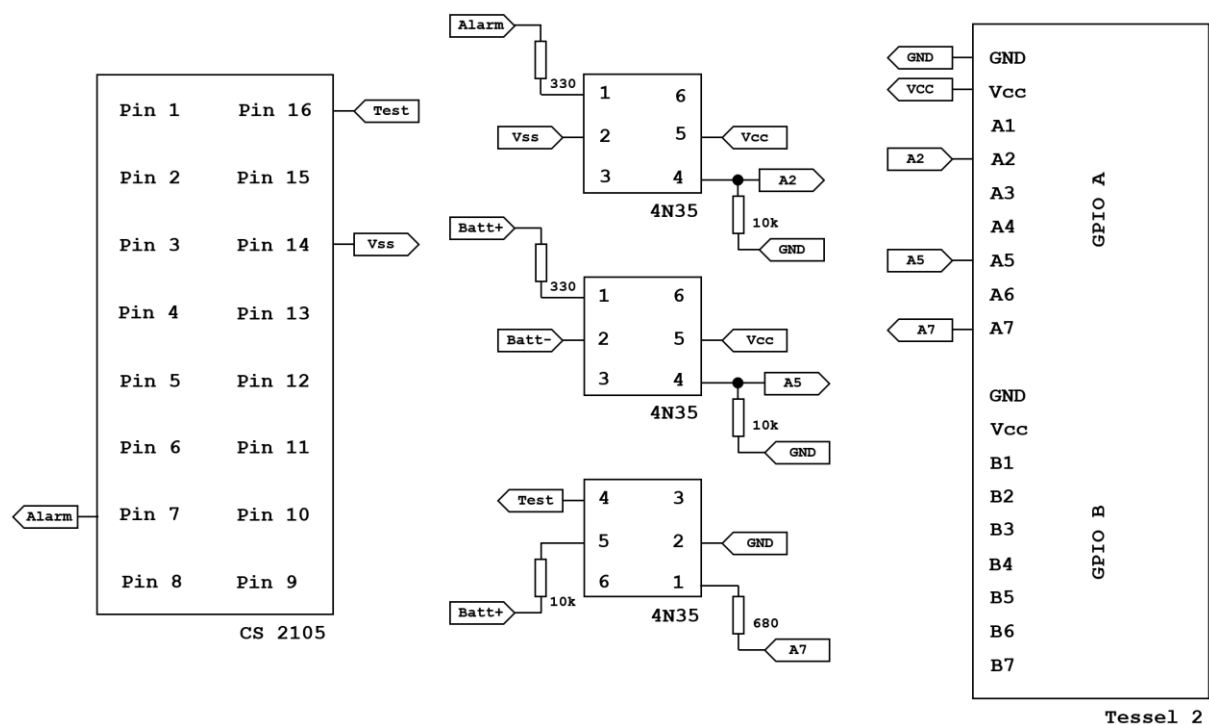 Pin 1 Pin 16
Test
Pin 2 Pin 15
Pin 3 Pin 14
Vss
Pin 4 Pin 13
Pin 5 Pin 12
Pin 6 Pin 11
Alarm
Pin 7 Pin 10
Pin 8 Pin 9
CS 2105
Alarm
330
1 6
Vss
2 5
Vcc
3 4
A2
4N35
10k
GND
Batt+
330
1 6
Batt-
2 5
Vcc
3 4
A5
4N35
10k
GND
Test
4 3
5 2
GND
6 1
10k
Batt+
4N35
680
A7
GND
GND
VCC
Vcc
A1
A2
A2
A3
A4
A5
A5
A6
A7
A7
GPIO A
GND
Vcc
B1
B2
B3
B4
B5
B6
B7
GPIO B
Tessel 2